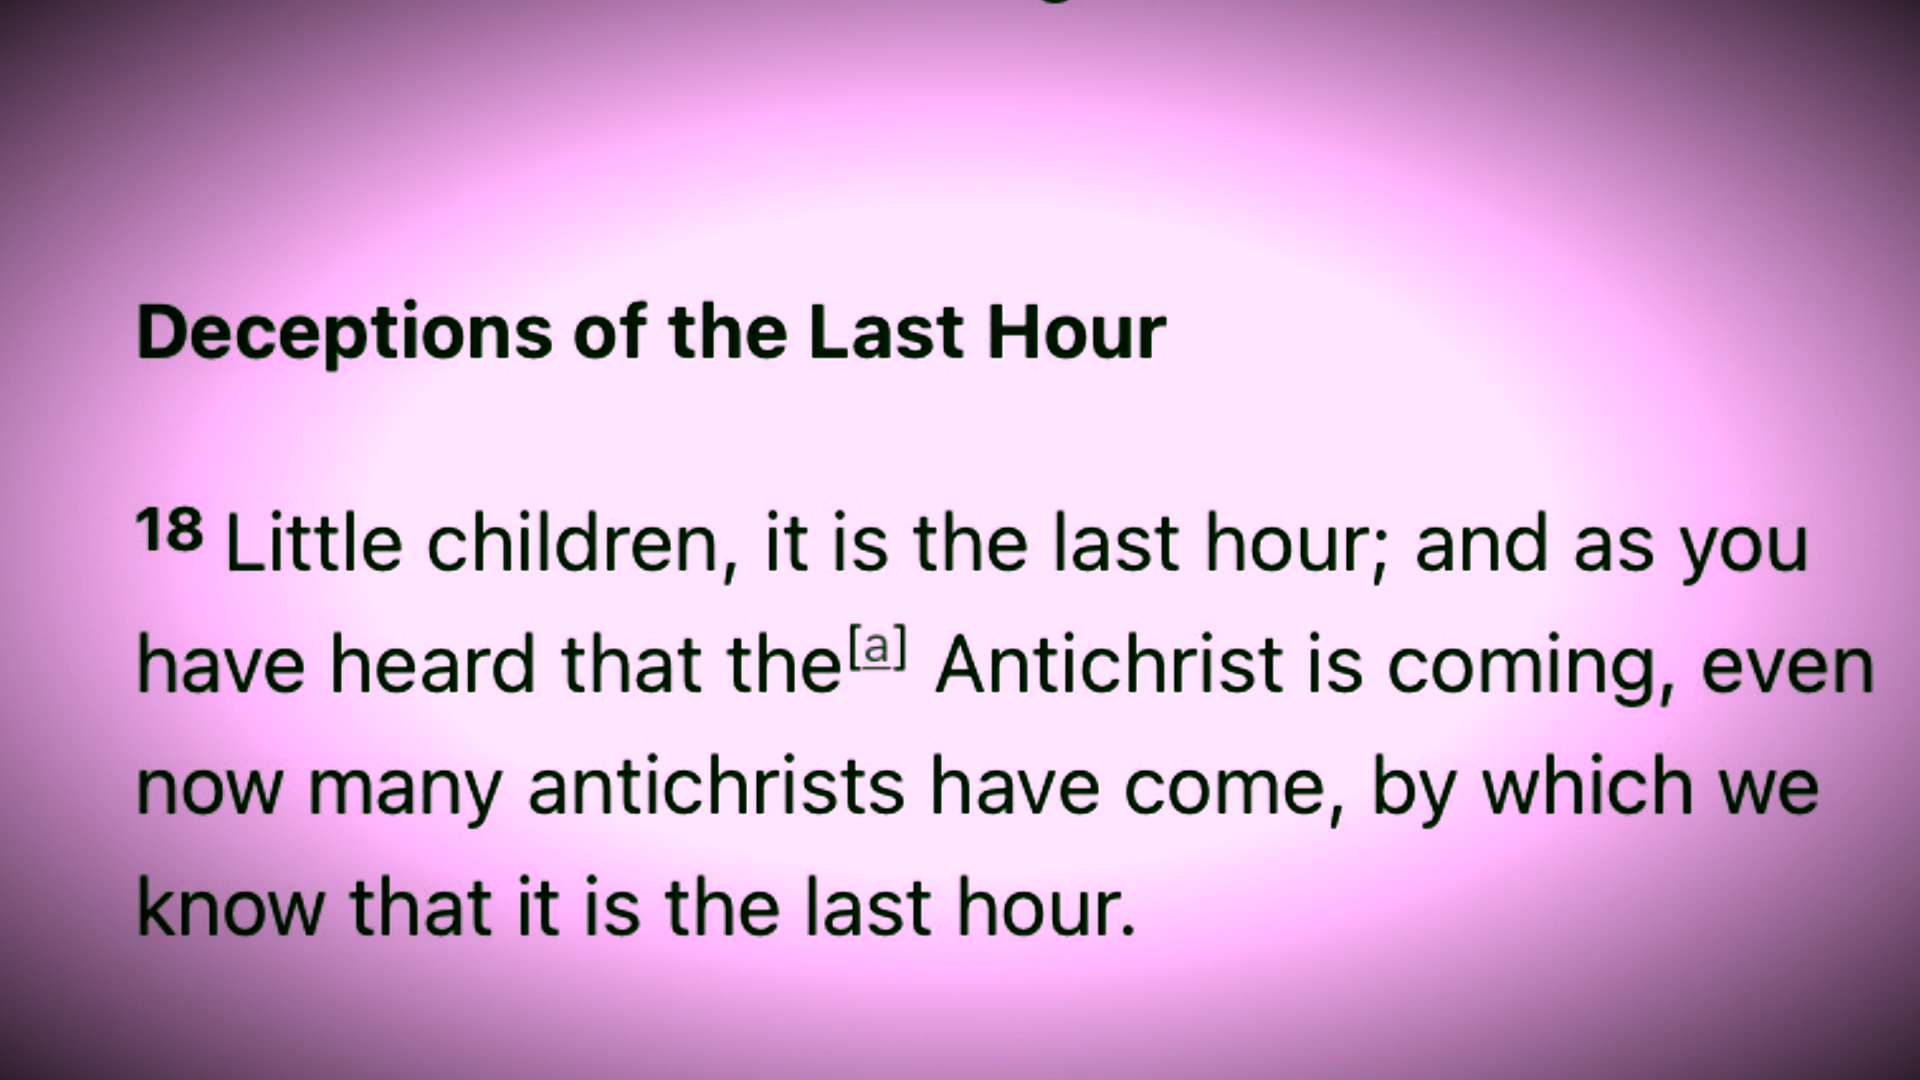 Deceptions of the Last Hour
18 Little children, it is the last hour; and as you
have heard that the[a] Antichrist is coming, even
now many antichrists have come, by which we
know that it is the last hour.